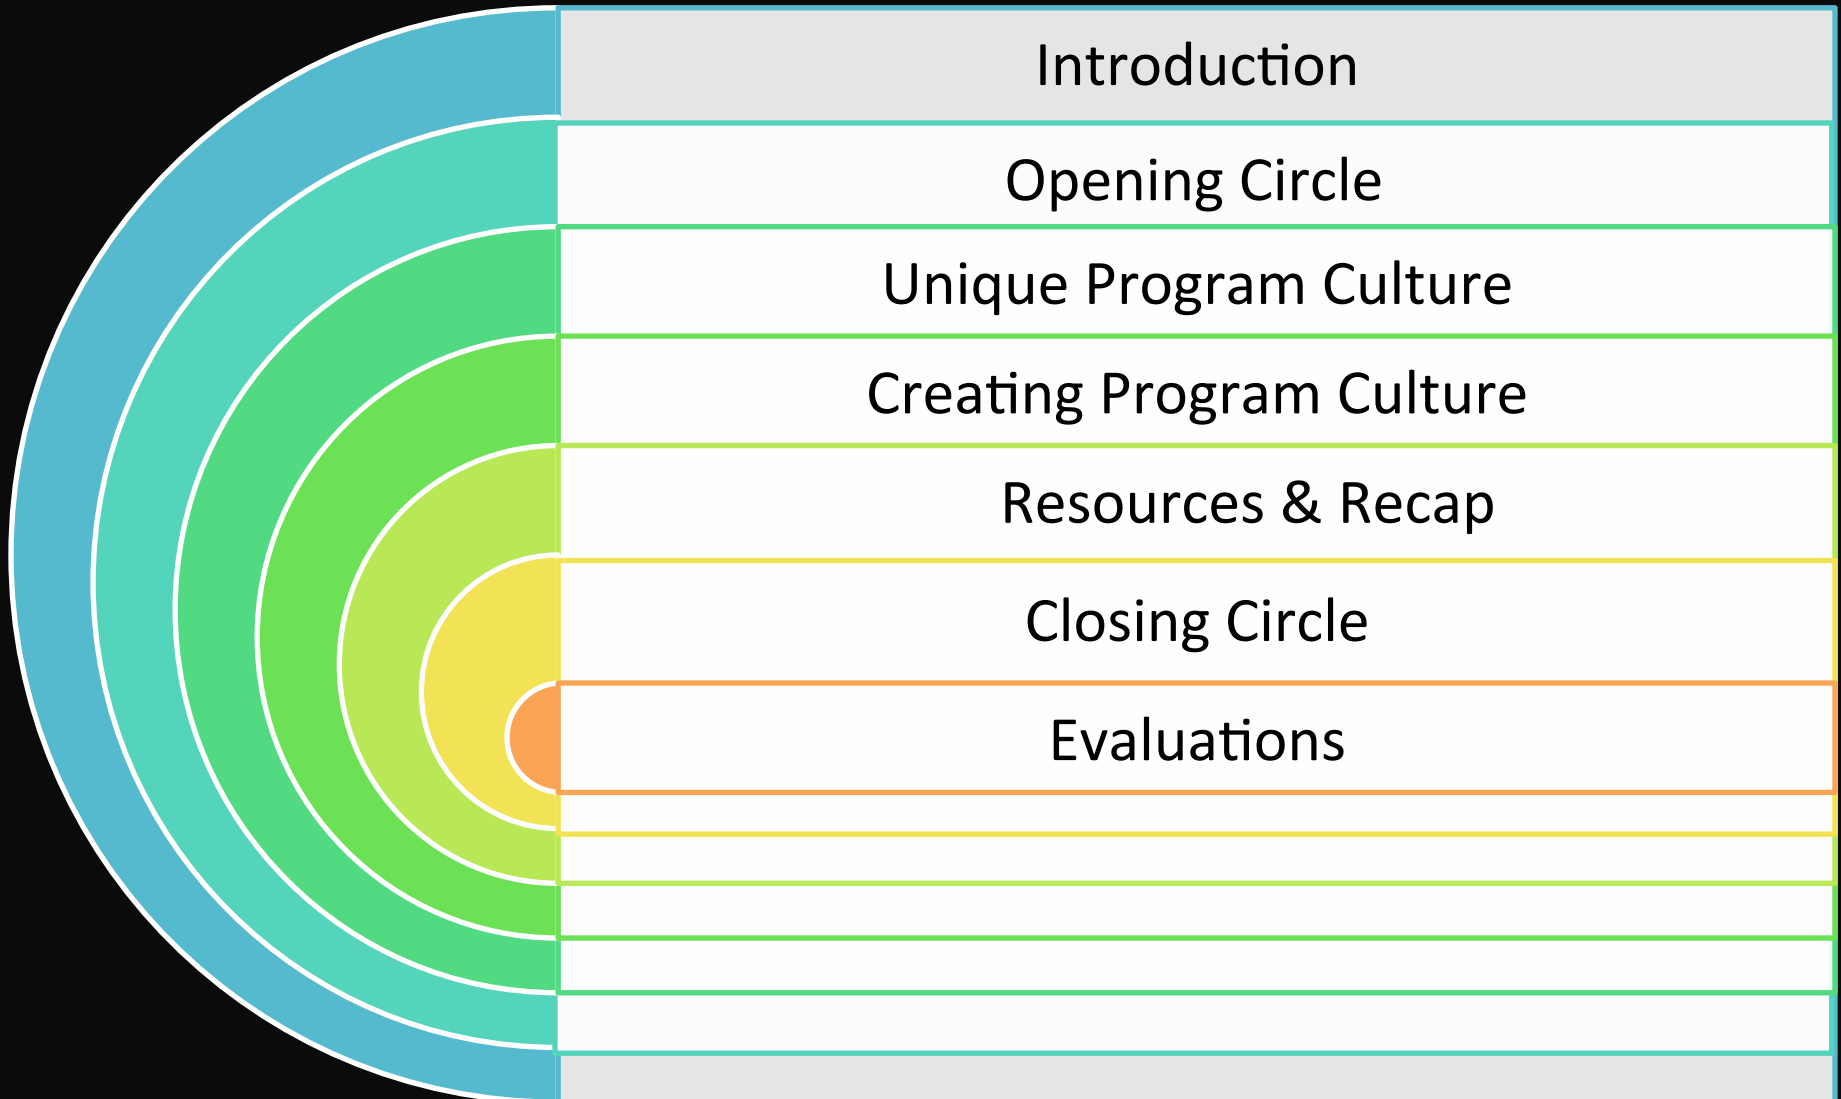 Introduction
Opening Circle
Unique Program Culture
Creating Program Culture
Resources & Recap
Closing Circle
Evaluations